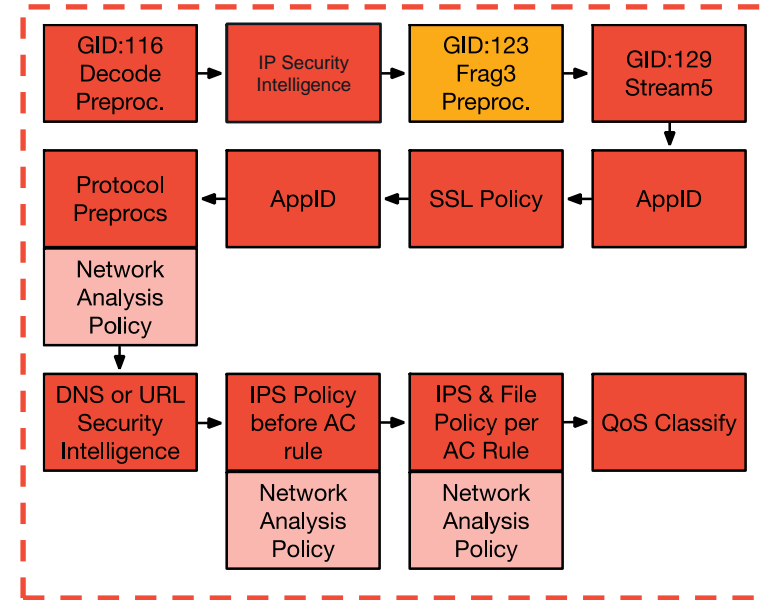 GID:116
Decode
Preproc.
IP Security
Intelligence
GID:123
Frag3
Preproc.
GID:129
Stream5
Protocol
Preprocs
AppID
SSL Policy
AppID
Network
Analysis
Policy
DNS or URL
Security
Intelligence
IPS Policy
before AC
rule
IPS & File
Policy per
AC Rule
QoS Classify
Network
Analysis
Policy
Network
Analysis
Policy